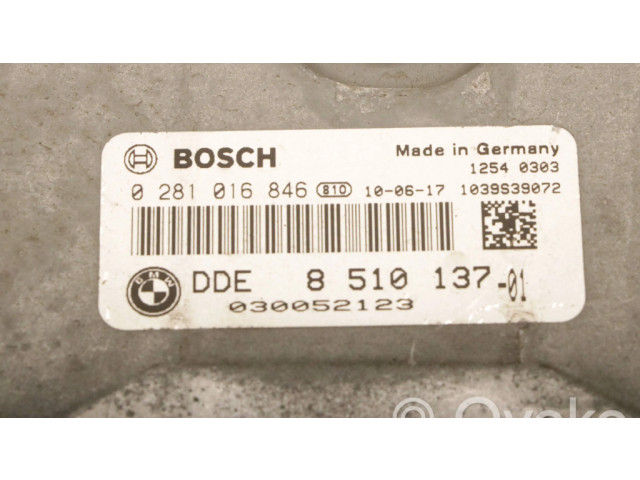 BOSCH Made in Germany
1254 0303
0 281 016 846 810 10-06-17 1039S39072
BMW DDE 8 510 137-01
030052123